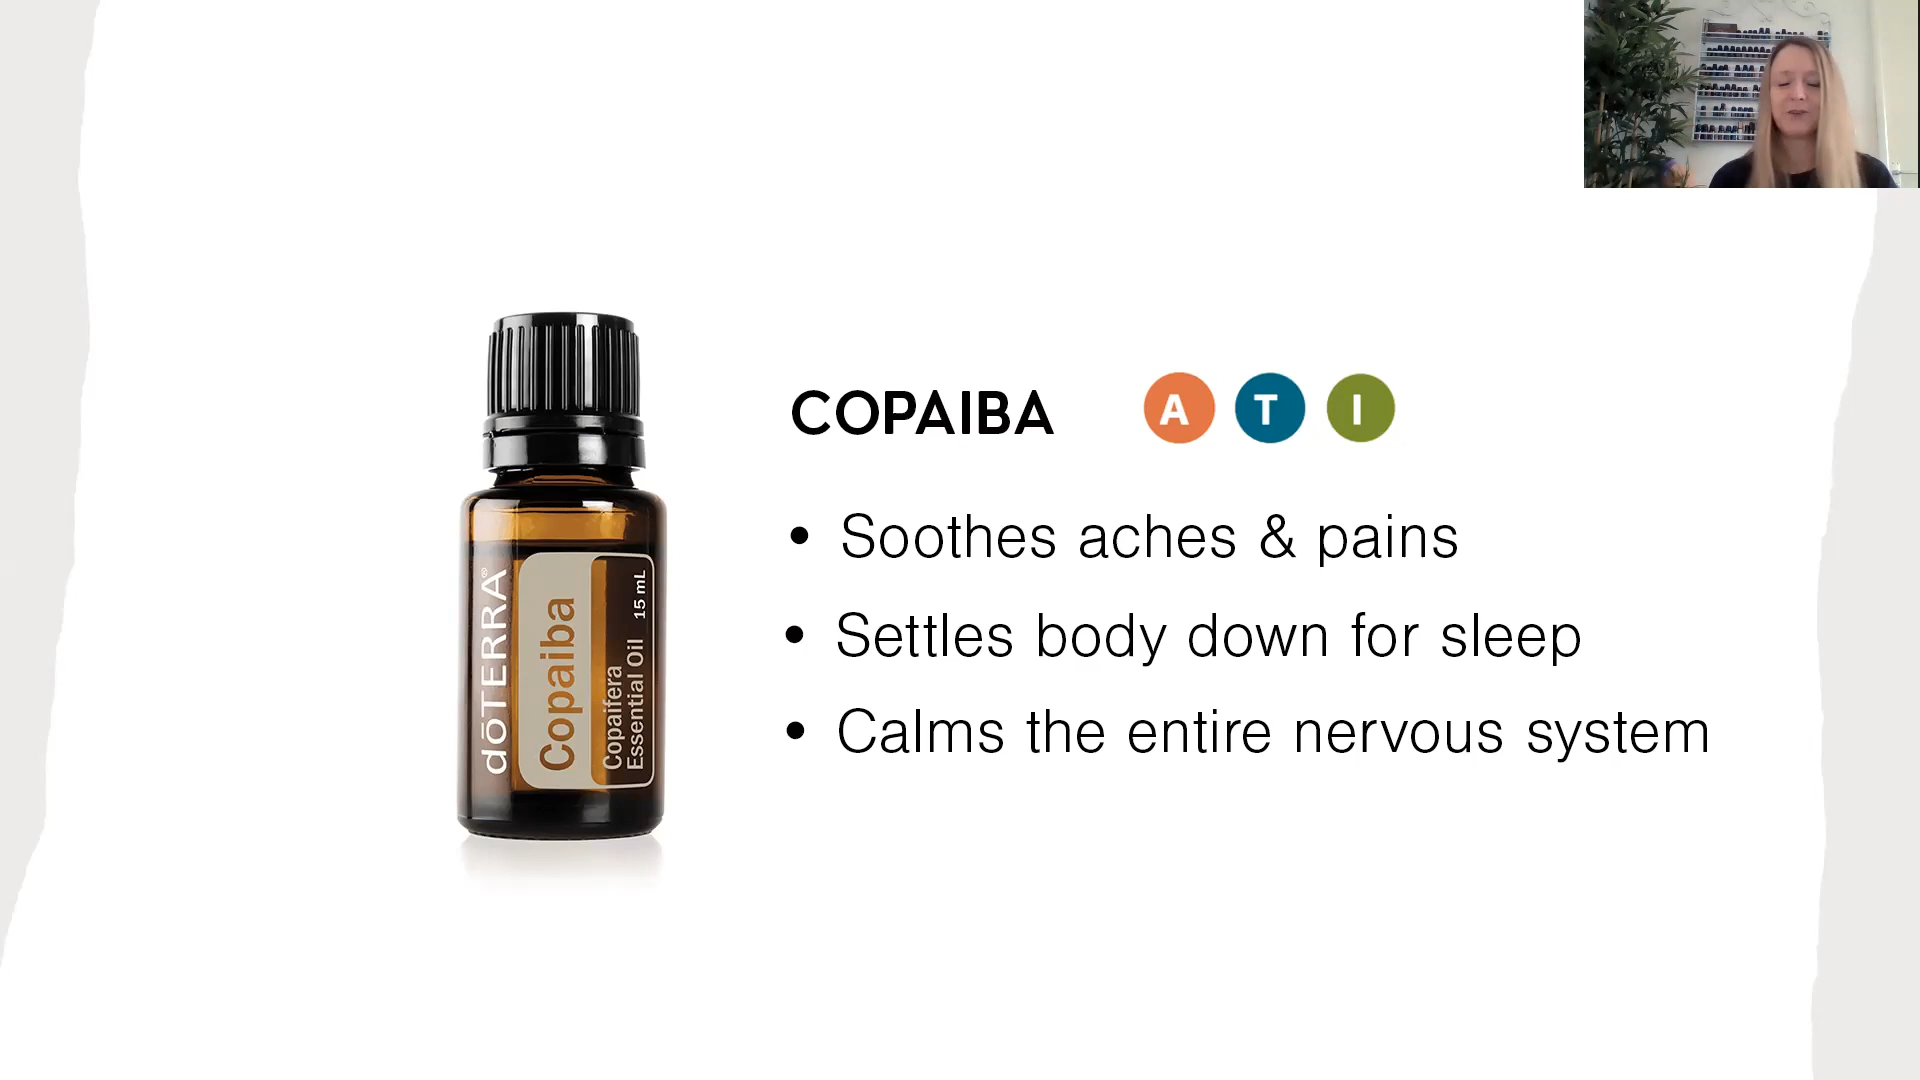 COPAIBA A T I
• Soothes aches & pains
• Settles body down for sleep
• Calms the entire nervous system
dōTERRA®
Copaiba
Copaifera
Essential Oil 15 mL